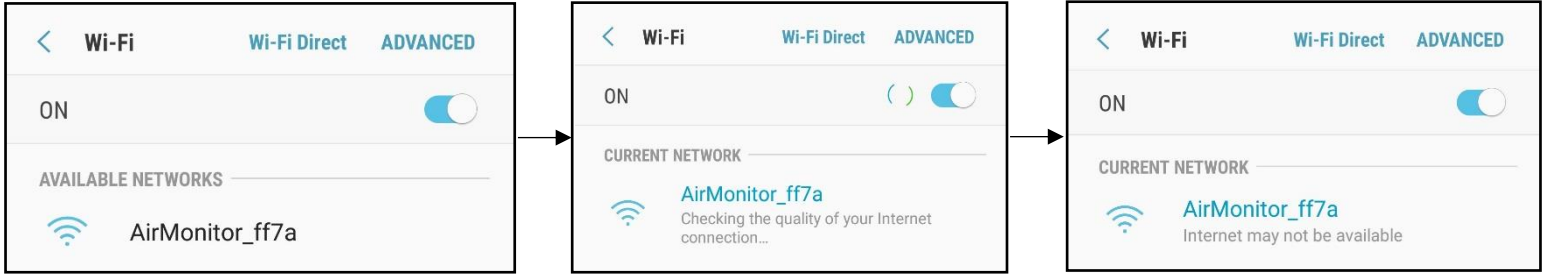 Wi-Fi Wi-Fi Direct ADVANCED
ON
AVAILABLE NETWORKS
AirMonitor_ff7a
Wi-Fi Wi-Fi Direct ADVANCED
ON
CURRENT NETWORK
AirMonitor_ff7a
Checking the quality of your Internet
connection...
Wi-Fi Wi-Fi Direct ADVANCED
ON
CURRENT NETWORK
AirMonitor_ff7a
Internet may not be available